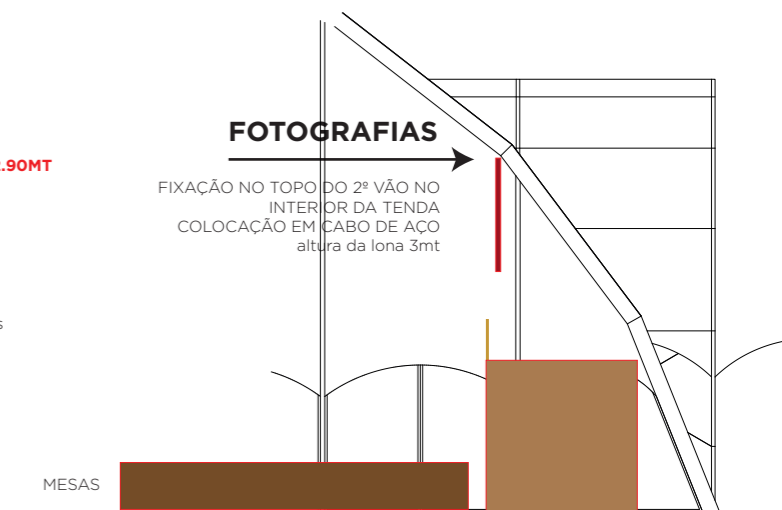 FOTOGRAFIAS
.90MT
FIXAÇÃO NO TOPO DO 2º VÃO NO
INTERIOR DA TENDA
COLOCAÇÃO EM CABO DE AÇO
altura da lona 3mt
s
MESAS